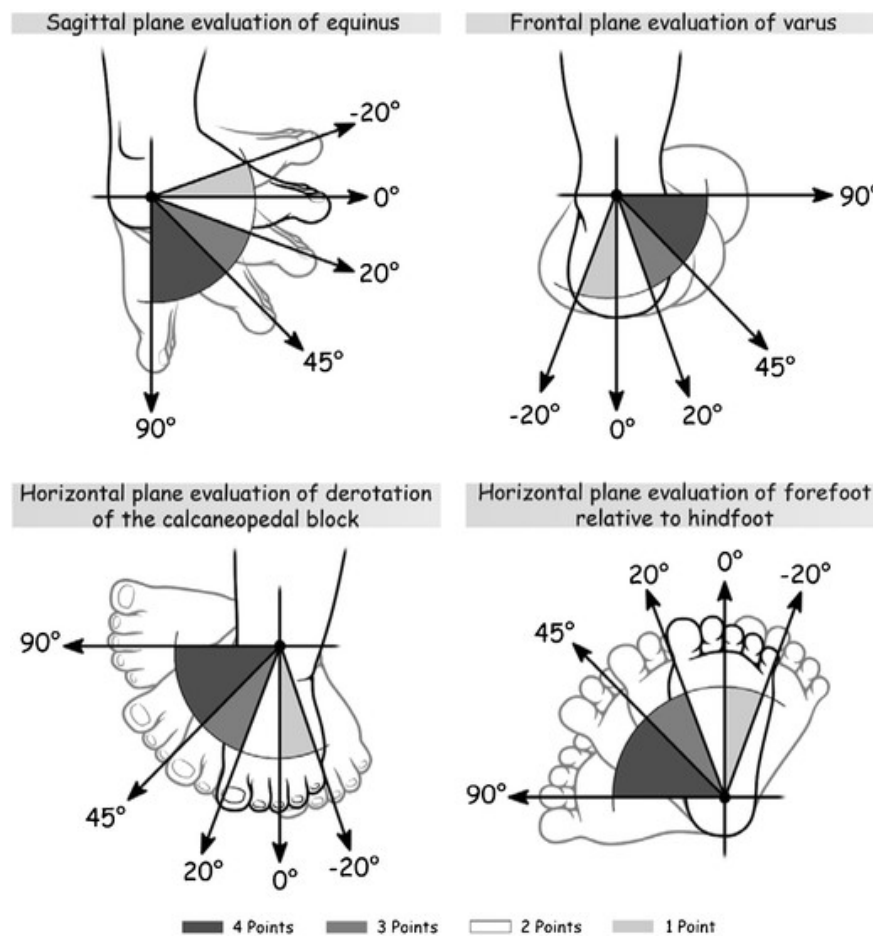 Sagittal plane evaluation of equinus
-20°
0°
20°
45°
90°
Frontal plane evaluation of varus
90°
45°
20°
0°
-20°
Horizontal plane evaluation of derotation
of the calcaneopedal block
90°
45°
20°
0°
-20°
Horizontal plane evaluation of forefoot
relative to hindfoot
0°
20°
-20°
45°
90°
4 Points 3 Points 2 Points 1 Point